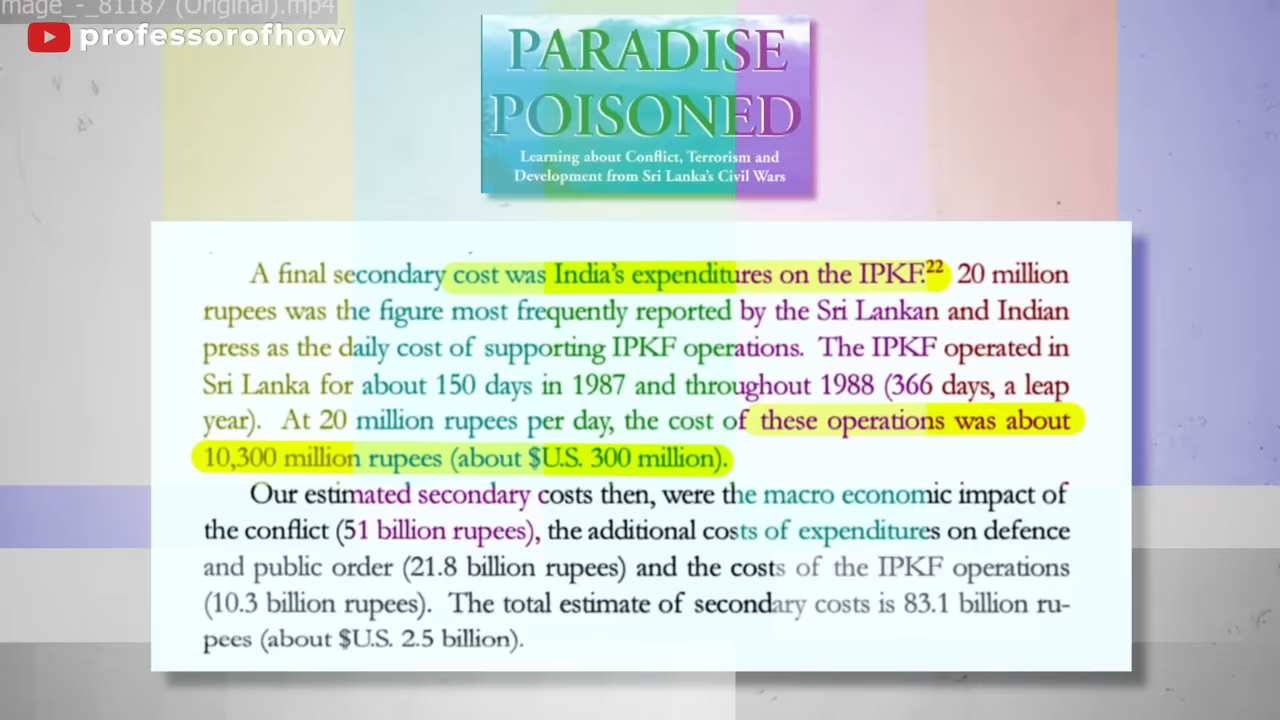 mage_-_81187 (Original).mp4
professorofhow
PARADISE
POISONED
Learning about Conflict, Terrorism and
Development from Sri Lanka's Civil Wars
A final secondary cost was India's expenditures on the IPKF.²² 20 million
rupees was the figure most frequently reported by the Sri Lankan and Indian
press as the daily cost of supporting IPKF operations. The IPKF operated in
Sri Lanka for about 150 days in 1987 and throughout 1988 (366 days, a leap
year). At 20 million rupees per day, the cost of these operations was about
10,300 million rupees (about $U.S. 300 million).
Our estimated secondary costs then, were the macro economic impact of
the conflict (51 billion rupees), the additional costs of expenditures on defence
and public order (21.8 billion rupees) and the costs of the IPKF operations
(10.3 billion rupees). The total estimate of secondary costs is 83.1 billion ru-
pees (about $U.S. 2.5 billion).